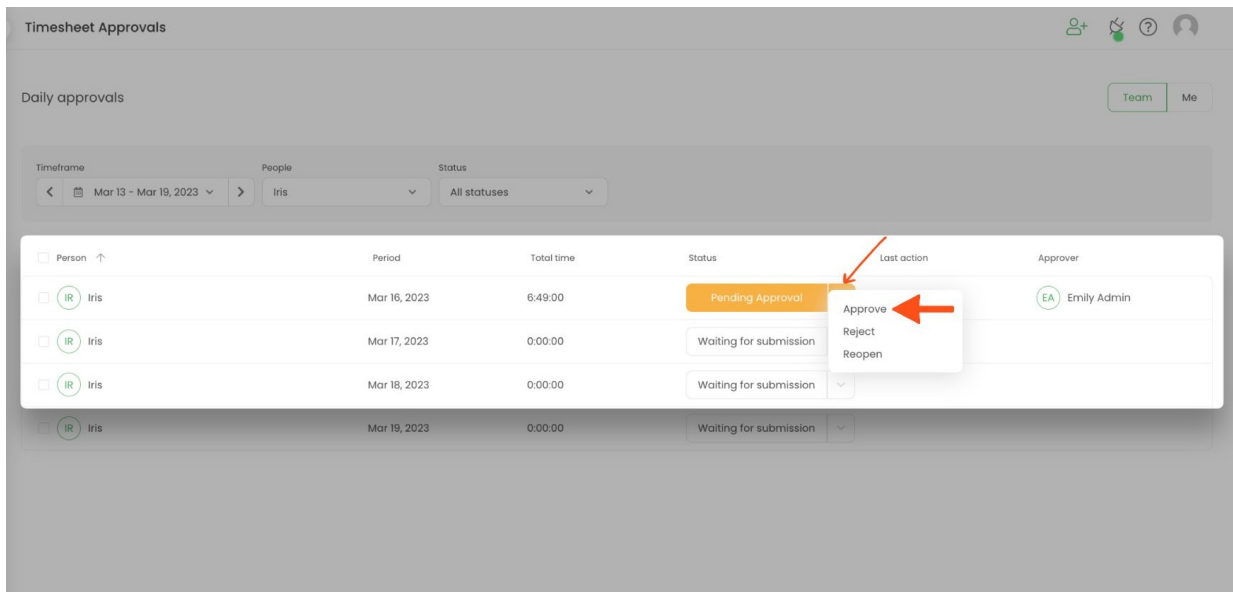 Timesheet Approvals
Daily approvals
Team Me
Timeframe People Status
Mar 13 - Mar 19, 2023 Iris All statuses
Person Period Total time Status Last action Approver
IR Iris Mar 16, 2023 6:49:00 Pending Approval EA Emily Admin
Approve
Reject
Reopen
IR Iris Mar 17, 2023 0:00:00 Waiting for submission
IR Iris Mar 18, 2023 0:00:00 Waiting for submission
IR Iris Mar 19, 2023 0:00:00 Waiting for submission